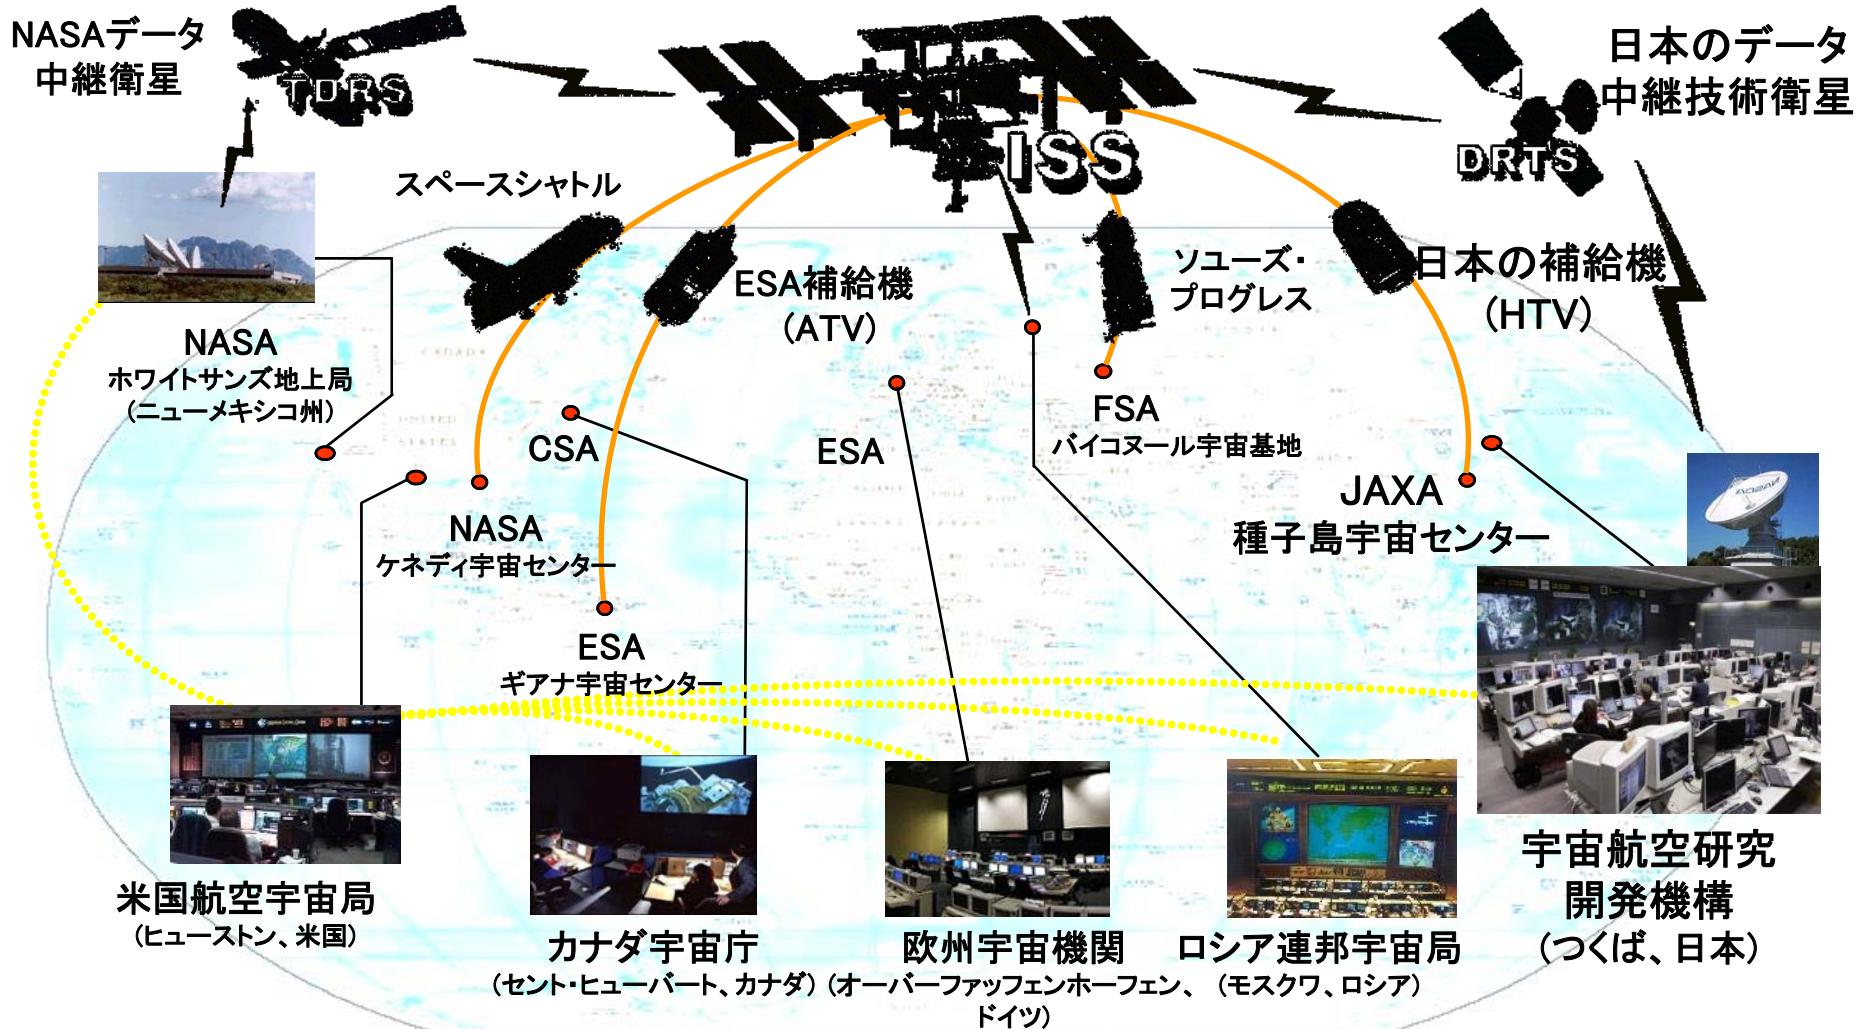 NASAデータ
中継衛星
TDRS
ISS
日本のデータ
中継技術衛星
DRTS
スペースシャトル
ESA補給機
(ATV)
ソユーズ・
プログレス
日本の補給機
(HTV)
NASA
ホワイトサンズ地上局
(ニューメキシコ州)
CSA
ESA
FSA
バイコヌール宇宙基地
JAXA
種子島宇宙センター
NASA
ケネディ宇宙センター
ESA
ギアナ宇宙センター
米国航空宇宙局
(ヒューストン、米国)
カナダ宇宙庁
(セント・ヒューバート、カナダ)
欧州宇宙機関
(オーバーファッフェンホーフェン、
ドイツ)
ロシア連邦宇宙局
(モスクワ、ロシア)
宇宙航空研究
開発機構
(つくば、日本)